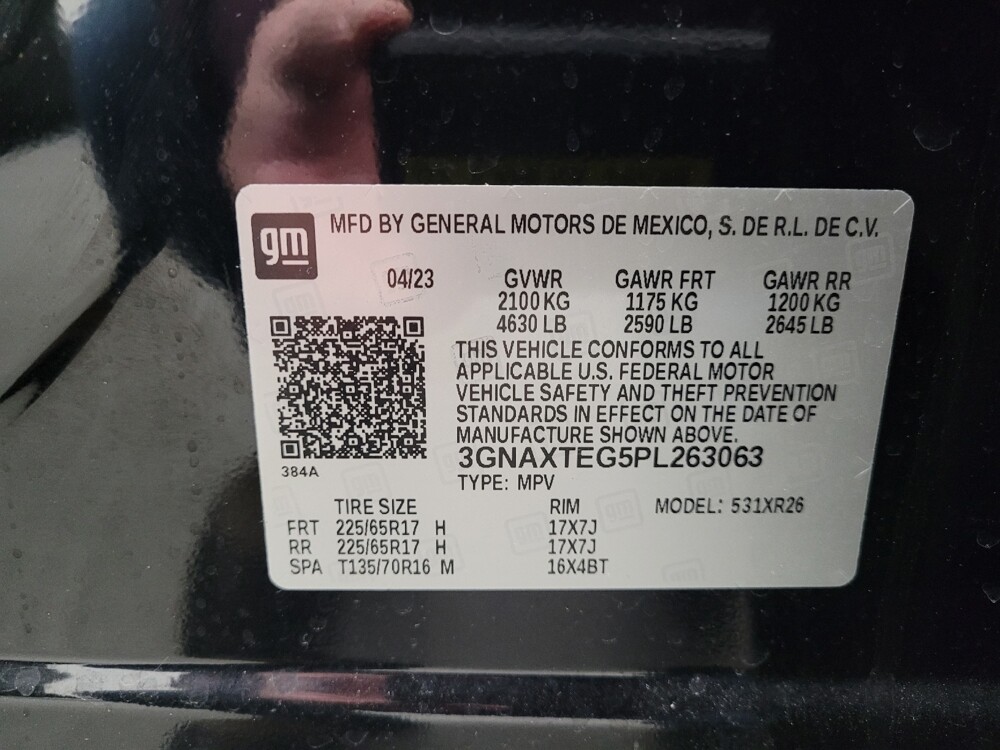 gm MFD BY GENERAL MOTORS DE MEXICO, S. DE R.L. DE C.V.
04/23 GVWR GAWR FRT GAWR RR
2100 KG 1175 KG 1200 KG
4630 LB 2590 LB 2645 LB
THIS VEHICLE CONFORMS TO ALL
APPLICABLE U.S. FEDERAL MOTOR
VEHICLE SAFETY AND THEFT PREVENTION
STANDARDS IN EFFECT ON THE DATE OF
MANUFACTURE SHOWN ABOVE.
3GNAXTEG5PL263063
384A
TYPE: MPV
TIRE SIZE RIM MODEL: 531XR26
FRT 225/65R17 H 17X7J
RR 225/65R17 H 17X7J
SPA T135/70R16 M 16X4BT